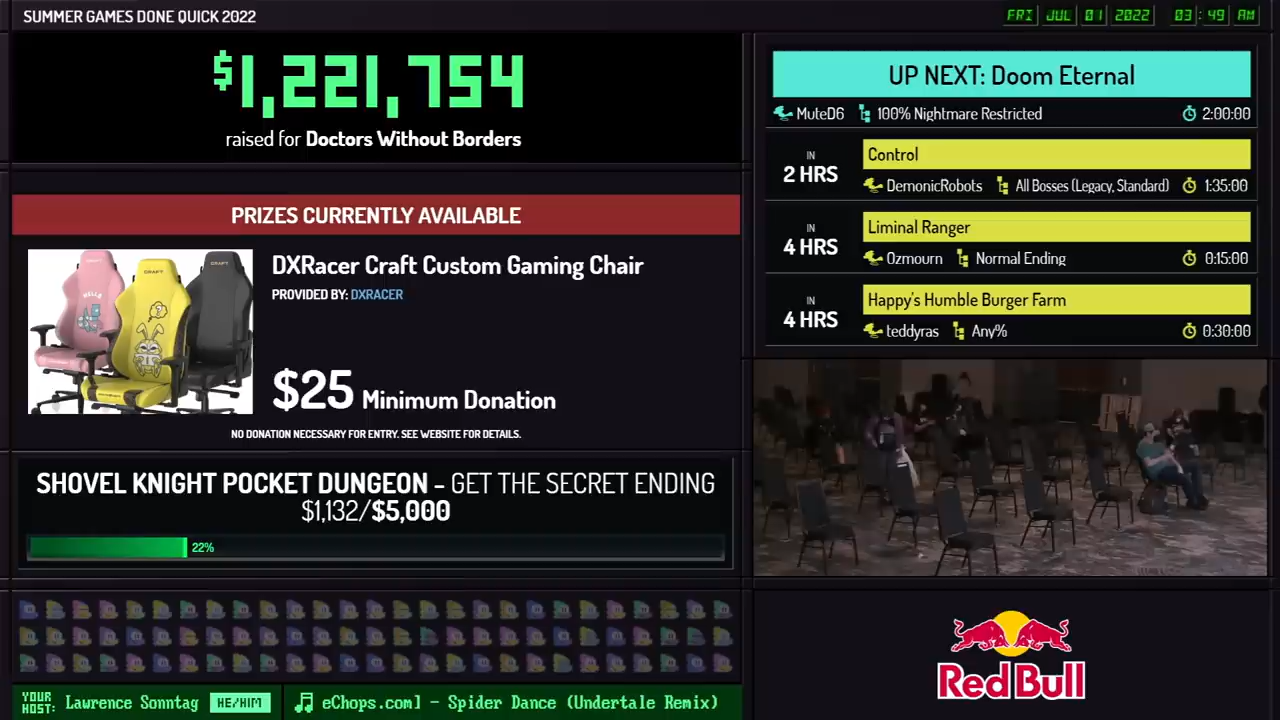 SUMMER GAMES DONE QUICK 2022
FRI JUL 01 2022 03:49 AM
$1,221,754
raised for Doctors Without Borders
PRIZES CURRENTLY AVAILABLE
CRAFT
CRAFT
CRAFT
HELLO
DXRacer Craft Custom Gaming Chair
PROVIDED BY: DXRACER
$25 Minimum Donation
NO DONATION NECESSARY FOR ENTRY. SEE WEBSITE FOR DETAILS.
SHOVEL KNIGHT POCKET DUNGEON - GET THE SECRET ENDING
$1,132/$5,000
22%
YOUR HOST: Lawrence Sonntag HE/HIM
eChops.com] - Spider Dance (Undertale Remix)
UP NEXT: Doom Eternal
MuteD6 100% Nightmare Restricted 2:00:00
IN 2 HRS
Control
DemonicRobots All Bosses (Legacy, Standard) 1:35:00
IN 4 HRS
Liminal Ranger
Ozmourn Normal Ending 0:15:00
IN 4 HRS
Happy's Humble Burger Farm
teddyras Any% 0:30:00
Red Bull